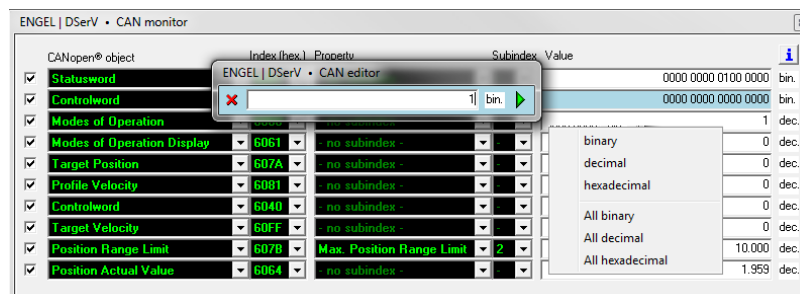 ENGEL | DSerV • CAN monitor
CANopen® object Index (hex.) Property Subindex Value i
Statusword 0000 0000 0100 0000 bin.
ENGEL | DSerV • CAN editor
1 bin.
Controlword 0000 0000 0000 0000 bin.
Modes of Operation - no subindex - 1 dec.
Modes of Operation Display 6061 - no subindex - - 0 dec.
Target Position 607A - no subindex - - 0 dec.
Profile Velocity 6081 - no subindex - - 0 dec.
Controlword 6040 - no subindex - - 0 dec.
Target Velocity 60FF - no subindex - - 0 dec.
Position Range Limit 607B Max. Position Range Limit 2 10.000 dec.
Position Actual Value 6064 - no subindex - - 1.959 dec.
binary
decimal
hexadecimal
All binary
All decimal
All hexadecimal